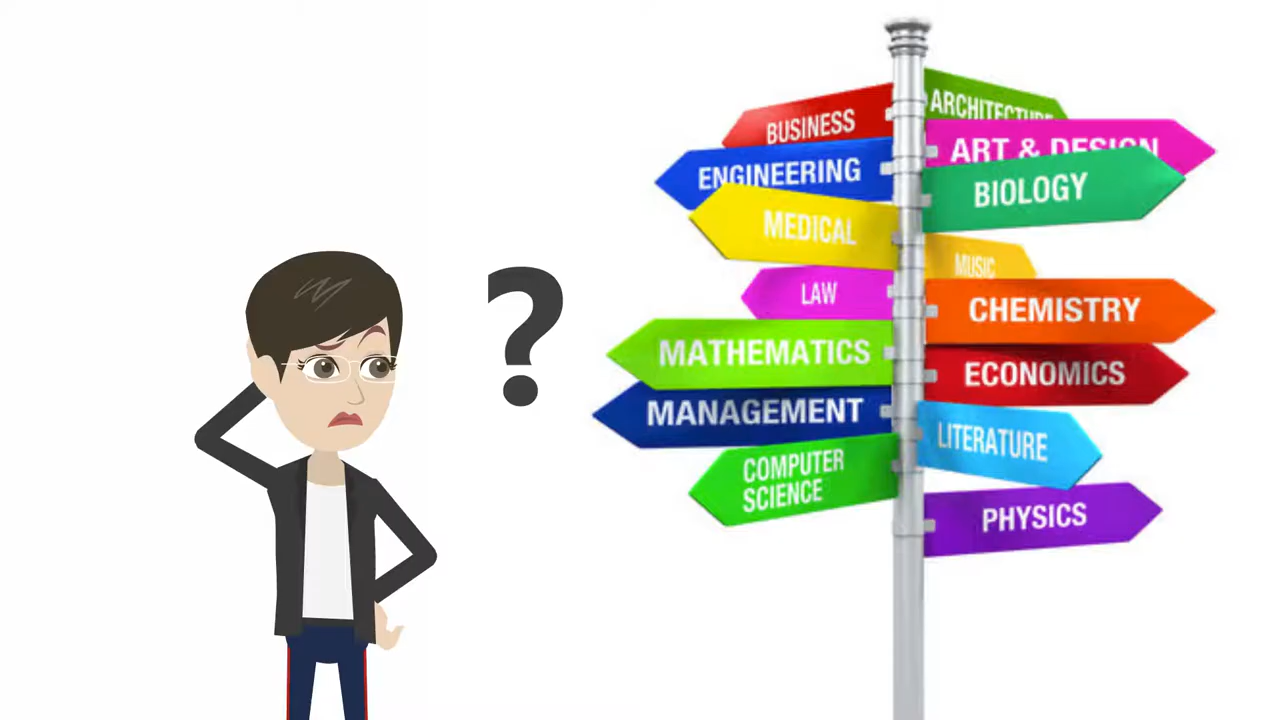 ?
BUSINESS
ENGINEERING
MEDICAL
LAW
MATHEMATICS
MANAGEMENT
COMPUTER
SCIENCE
ARCHITECTURE
ART & DESIGN
BIOLOGY
MUSIC
CHEMISTRY
ECONOMICS
LITERATURE
PHYSICS